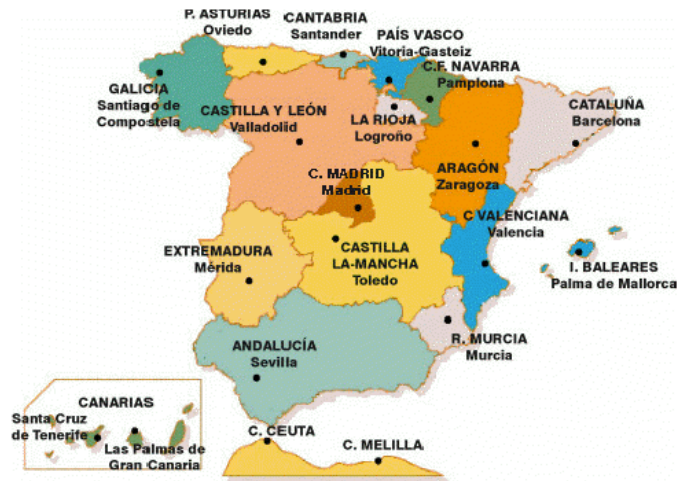 P. ASTURIAS
Oviedo
CANTABRIA
Santander
PAÍS VASCO
Vitoria-Gasteiz
C.F. NAVARRA
Pamplona
GALICIA
Santiago de
Compostela
CASTILLA Y LEÓN
Valladolid
LA RIOJA
Logroño
CATALUÑA
Barcelona
ARAGÓN
Zaragoza
C. MADRID
Madrid
C VALENCIANA
Valencia
EXTREMADURA
Mérida
CASTILLA
LA-MANCHA
Toledo
I. BALEARES
Palma de Mallorca
R. MURCIA
Murcia
ANDALUCÍA
Sevilla
CANARIAS
Santa Cruz
de Tenerife
Las Palmas de
Gran Canaria
C. CEUTA
C. MELILLA